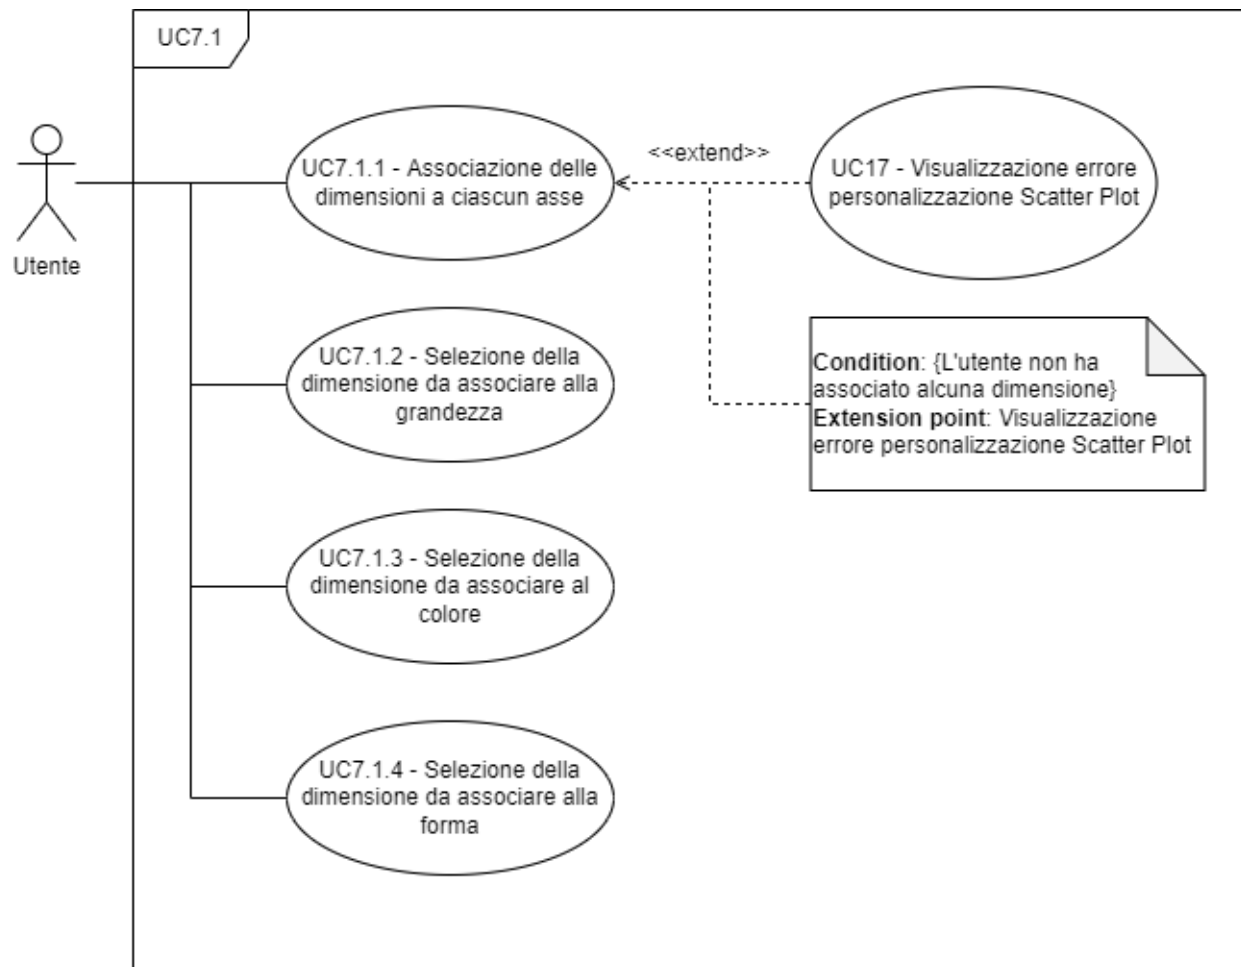 UC7.1
Utente
UC7.1.1 - Associazione delle
dimensioni a ciascun asse
<<extend>>
UC17 - Visualizzazione errore
personalizzazione Scatter Plot
UC7.1.2 - Selezione della
dimensione da associare alla
grandezza
Condition: {L'utente non ha
associato alcuna dimensione}
Extension point: Visualizzazione
errore personalizzazione Scatter Plot
UC7.1.3 - Selezione della
dimensione da associare al
colore
UC7.1.4 - Selezione della
dimensione da associare alla
forma